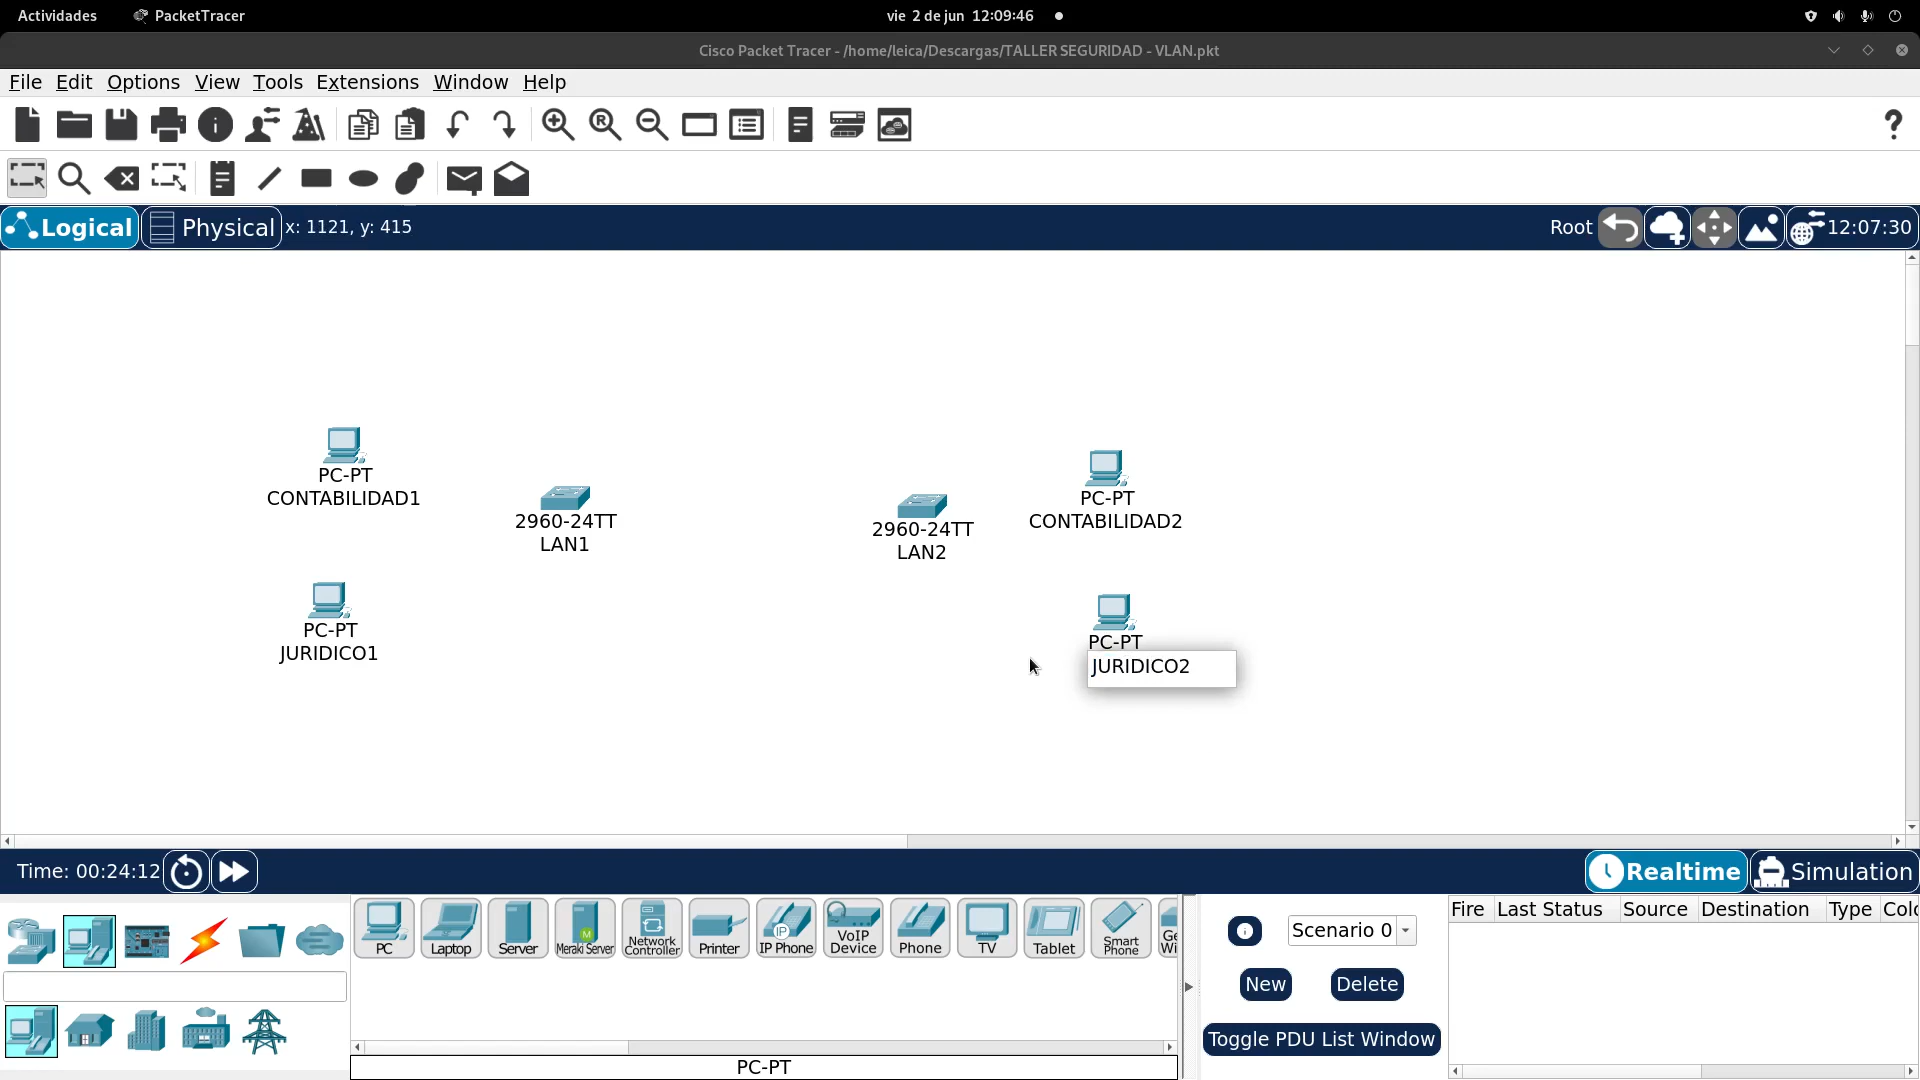 Actividades PacketTracer vie 2 de jun 12:09:46
Cisco Packet Tracer - /home/leica/Descargas/TALLER SEGURIDAD - VLAN.pkt
File Edit Options View Tools Extensions Window Help
Logical Physical x: 1121, y: 415 Root 12:07:30
PC-PT
CONTABILIDAD1
2960-24TT
LAN1
2960-24TT
LAN2
PC-PT
CONTABILIDAD2
PC-PT
JURIDICO1
PC-PT
JURIDICO2
Time: 00:24:12 Realtime Simulation
PC Laptop Server Meraki Server Network Controller Printer IP Phone VoIP Device Phone TV Tablet Smart Phone
Scenario 0
New Delete
Toggle PDU List Window
Fire Last Status Source Destination Type
PC-PT